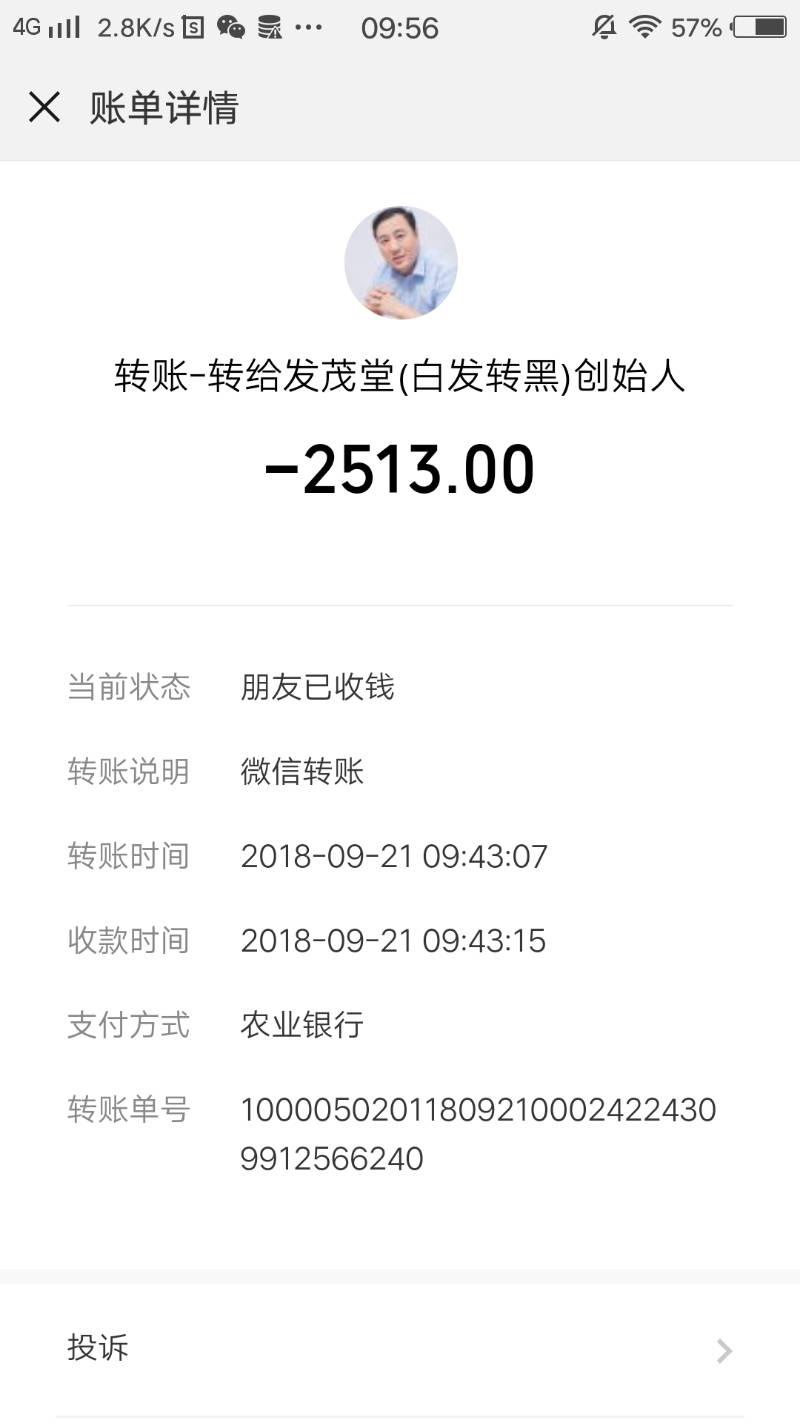 4G 2.8K/s 09:56 57%
账单详情
转账-转给发茂堂(白发转黑)创始人
-2513.00
当前状态 朋友已收钱
转账说明 微信转账
转账时间 2018-09-21 09:43:07
收款时间 2018-09-21 09:43:15
支付方式 农业银行
转账单号 10000502011809210002422430
9912566240
投诉